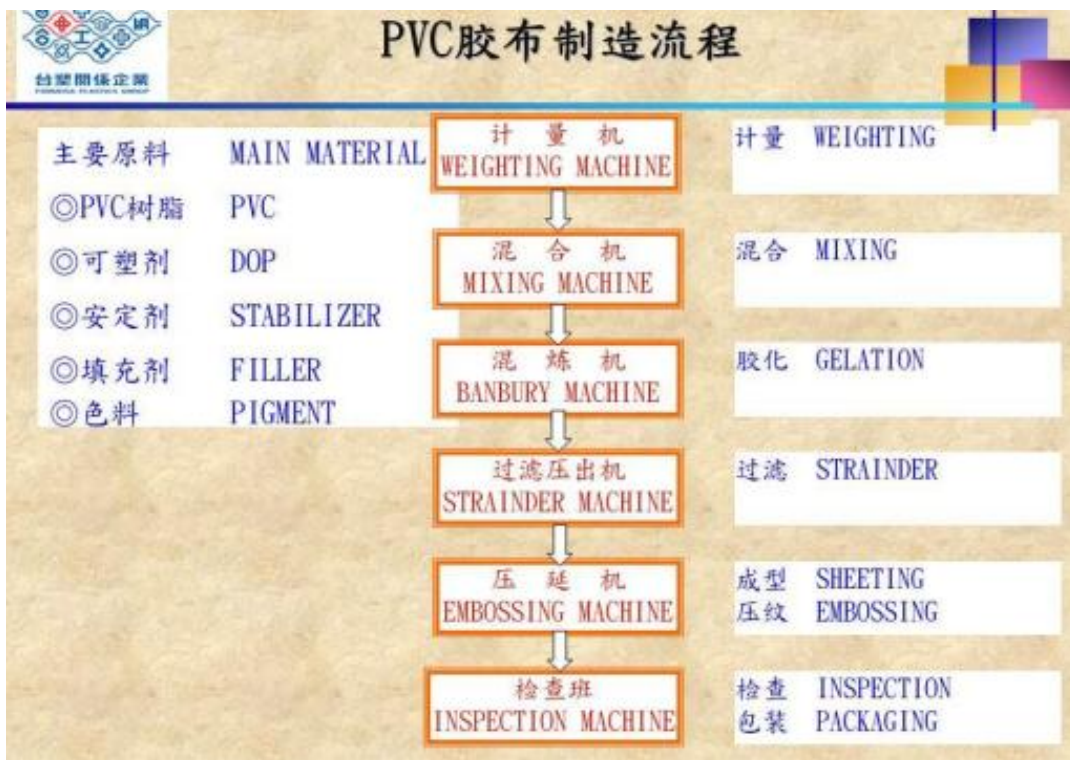 PVC胶布制造流程
台塑關係企業
FORMOSA PLASTICS GROUP
主要原料 MAIN MATERIAL
◎PVC树脂 PVC
◎可塑剂 DOP
◎安定剂 STABILIZER
◎填充剂 FILLER
◎色料 PIGMENT
计量机
WEIGHTING MACHINE
混合机
MIXING MACHINE
混炼机
BANBURY MACHINE
过滤压出机
STRAINDER MACHINE
压延机
EMBOSSING MACHINE
检查班
INSPECTION MACHINE
计量 WEIGHTING
混合 MIXING
胶化 GELATION
过滤 STRAINDER
成型 SHEETING
压纹 EMBOSSING
检查 INSPECTION
包装 PACKAGING